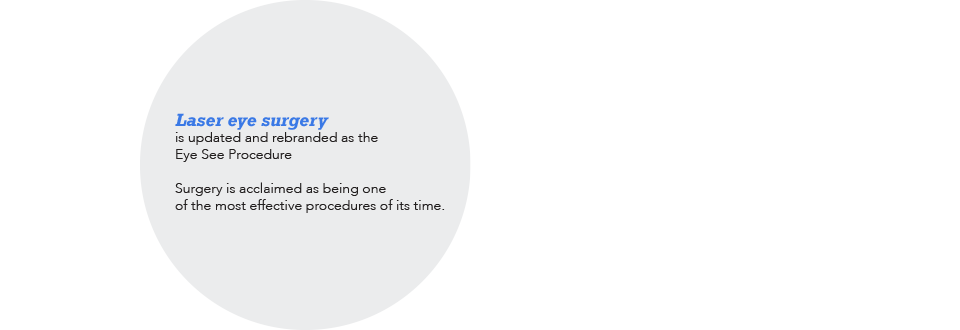 Laser eye surgery
is updated and rebranded as the
Eye See Procedure
Surgery is acclaimed as being one
of the most effective procedures of its time.